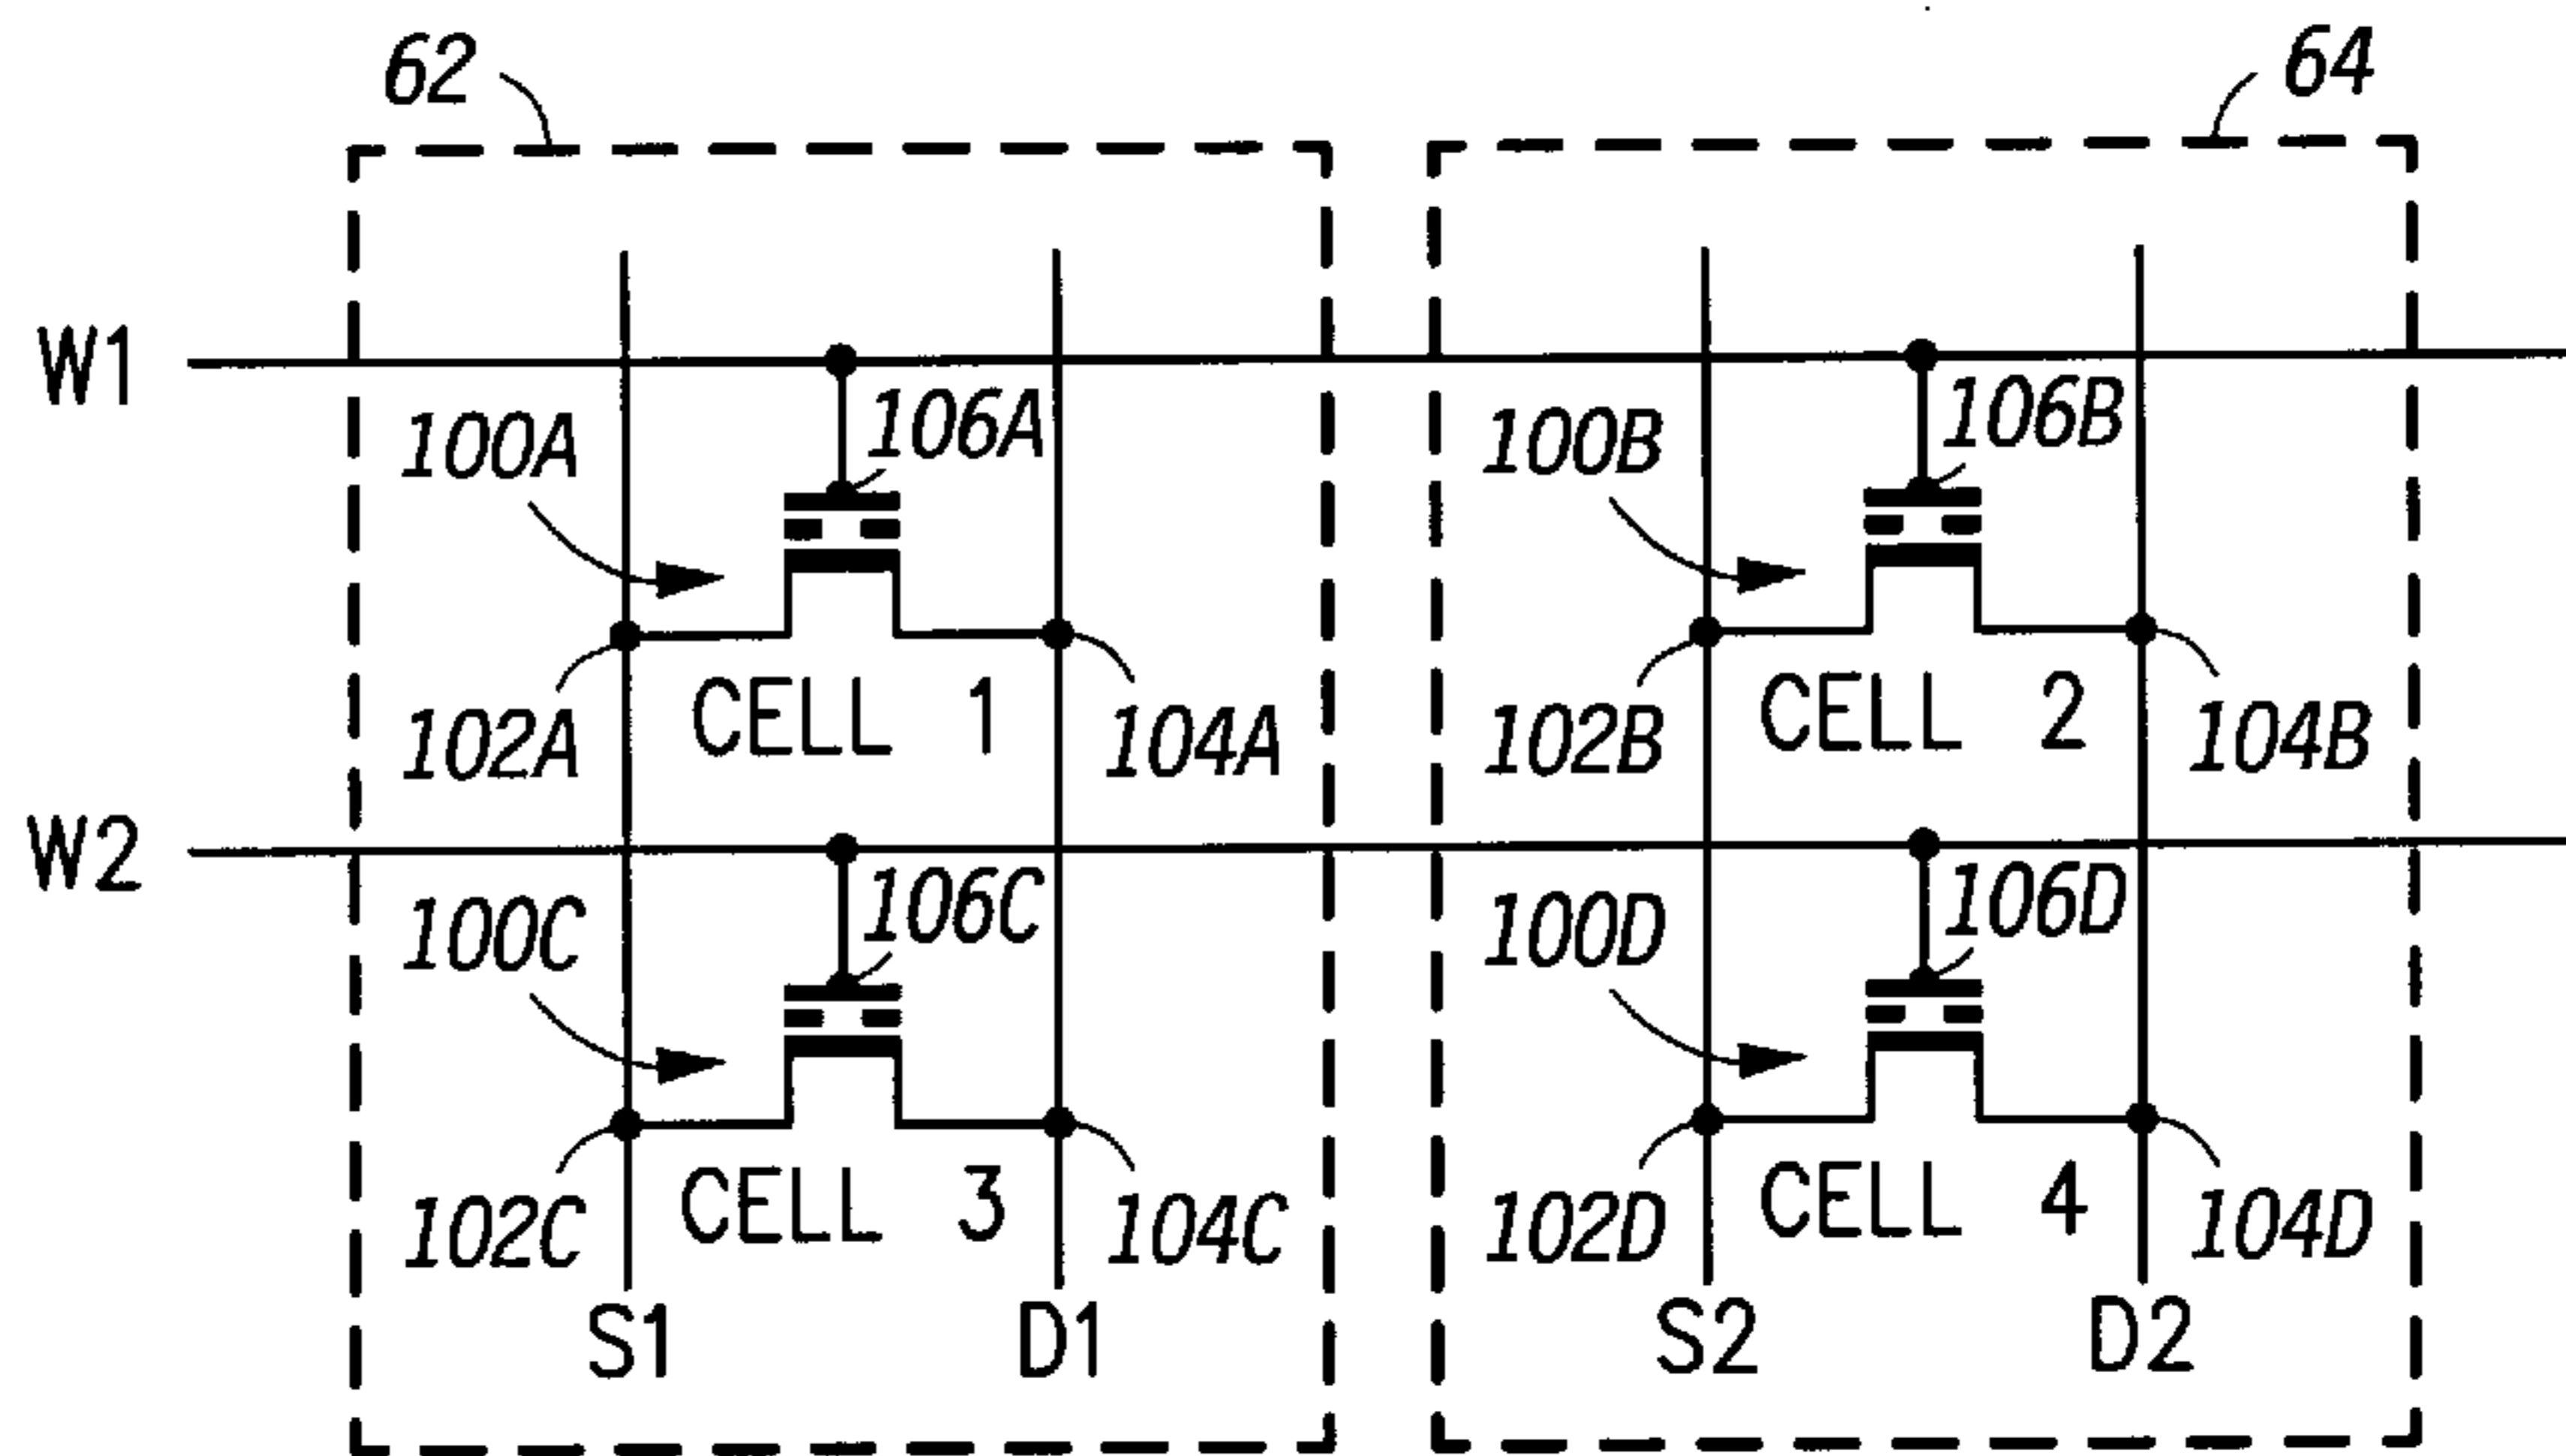 62 64
W1
106A 106B
100A 100B
CELL 1 CELL 2
102A 104A 102B 104B
W2
106C 106D
100C 100D
CELL 3 CELL 4
102C 104C 102D 104D
S1 D1 S2 D2